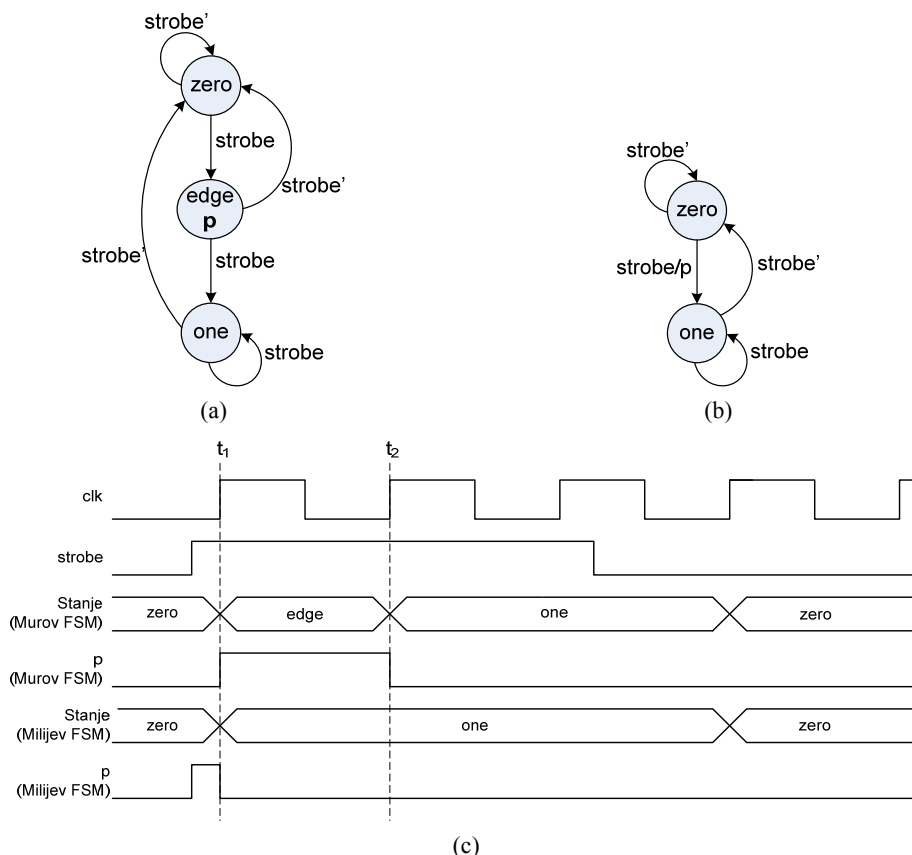 strobe’
zero
strobe
edge
p
strobe’
strobe’
strobe
one
strobe
(a)
strobe’
zero
strobe/p
strobe’
one
strobe
(b)
t1
t2
clk
strobe
Stanje
(Murov FSM)
zero
edge
one
zero
p
(Murov FSM)
Stanje
(Milijev FSM)
zero
one
zero
p
(Milijev FSM)
(c)